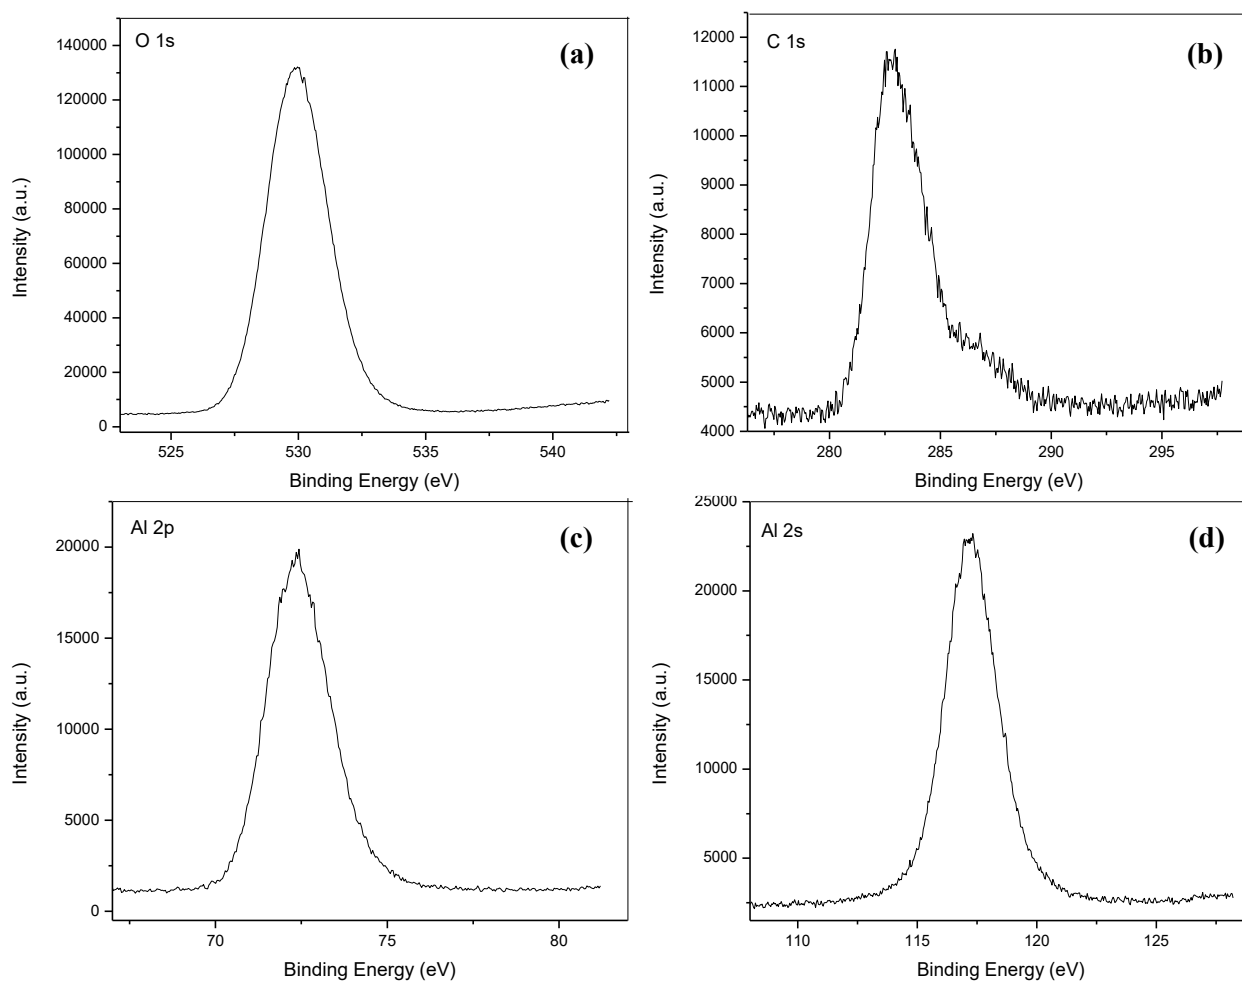 O 1s
(a)
140000
120000
100000
80000
60000
40000
20000
0
Intensity (a.u.)
525
530
535
540
Binding Energy (eV)
C 1s
(b)
12000
11000
10000
9000
8000
7000
6000
5000
4000
Intensity (a.u.)
280
285
290
295
Binding Energy (eV)
Al 2p
(c)
20000
15000
10000
5000
0
Intensity (a.u.)
70
75
80
Binding Energy (eV)
Al 2s
(d)
25000
20000
15000
10000
5000
Intensity (a.u.)
110
115
120
125
Binding Energy (eV)